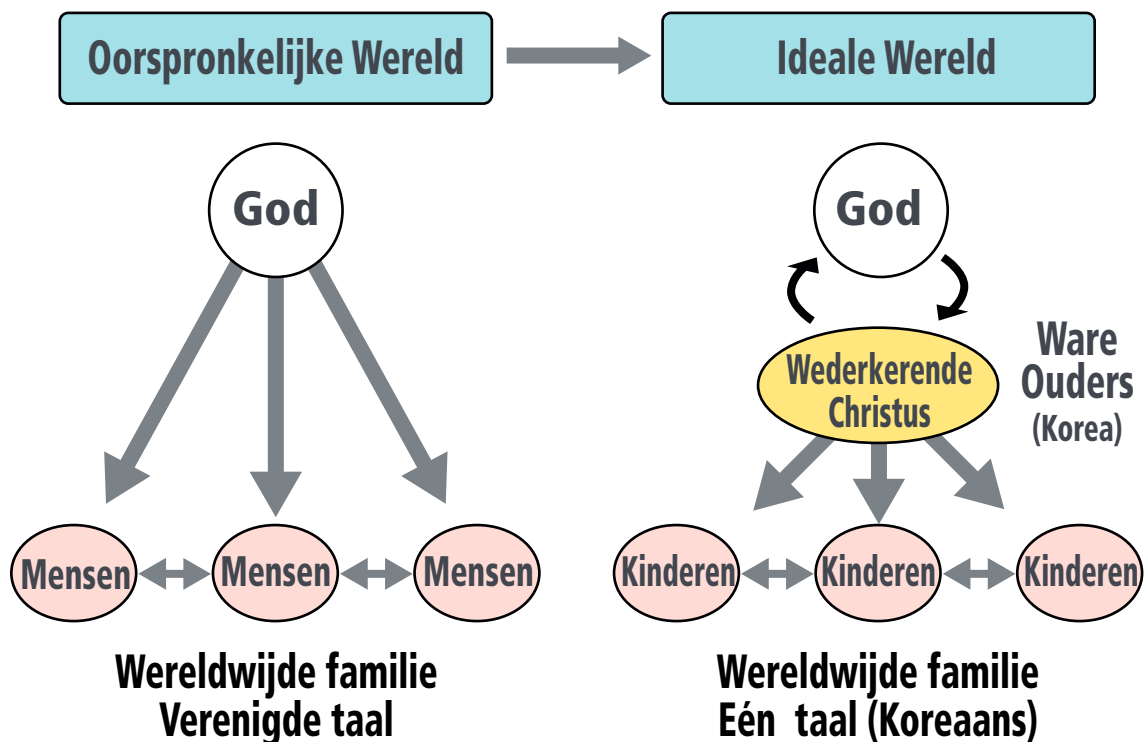 Oorspronkelijke Wereld
Ideale Wereld
God
Mensen
Mensen
Mensen
Wereldwijde familie
Verenigde taal
God
Wederkerende
Christus
Ware
Ouders
(Korea)
Kinderen
Kinderen
Kinderen
Wereldwijde familie
Eén taal (Koreaans)